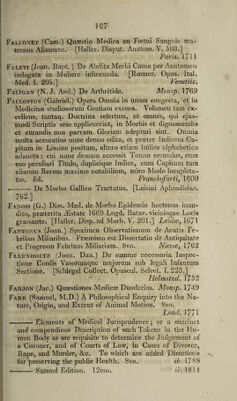 127
FALCONET (Cam.) Quæstio Medica an Fœtui Sanguis ma-
ternus Alimento. [Haller. Disput. Anatom. V. 503.]
Paris. 1711
FALETI (Joan. Bapt.) De Abdita Morbi Causa per Anatomen
indagata in Muliere infœcunda. [Rœmer. Opus. Ital.
Med. I. 205.] Venetiis.
FATIGAN (N. J. And.) De Arthritide. Monsp. 1769
FALLOPIUS (Gabriel.) Opera Omnia in unum congesta, et in
Medicinæ studiosorum Gratiam excusa. Volumen tam ex-
cellens, tantaq. Doctrina refertum, ut omnes, qui ejus-
modi Scriptis sese applicuerint, in Morbis et dignoscendis
et curandis non parvam Gloriam adepturi sint. Omnia
multa accuratius nunc denuo edita, et præter Indicem Ca-
pitum in Limine positum, altero etiam Indice alphabetico
adaucta: cui nunc demum accessit Tomus secundus, cum
suo peculiari Titulo, duplicique Indice, cum Capitum tum
aliarum Rerum maxime notabilium, miro Modo locupleta-
tus. fol. Frankofurti, 1600
——— De Morbo Gallico Tractatus. [Luisini Aphrodisiac.
762.]
FANOIS (G.) Diss. Med. de Morbo Epidemio hactenus inau-
dito, præterita Æstate 1669 Lugd. Batav. vicinisque Locis
grassante. [Haller. Disp. ad Morb. V. 201.] Leidæ, 1671
FANTONUS (Joan.) Specimen Observationum de Acutis Fe-
bribus Miliaribus. Præmissa est Dissertatio de Antiquitate
et Progressu Febrium Miliarium. 8vo. Niceæ, 1762
FARENHOLTZ (Joan. Dan.) De summe necessaria Inspec-
tione Cordis Vasorumque majorum sub legali Infantum
Sectione. [Schlegel Collect. Opuscul. Select. I. 223.]
Helmstad. 1752
FARJON (Jac.) Quæstiones Medicæ Duodecim. Monsp. 1749
FARR (Samuel, M.D.) A Philosophical Enquiry into the Na-
ture, Origin, and Extent of Animal Motion. 8vo.
Lond. 1771
——— Elements of Medical Jurisprudence; or a succinct
and compendious Description of such Tokens in the Hu-
man Body as are requisite to determine the Judgement of
a Coroner, and of Courts of Law, in Cases of Divorce,
Rape, and Murder, &c. To which are added Directions
for preserving the public Health. 8vo. ib. 1788
——— Second Edition. 12mo. ib. 1814